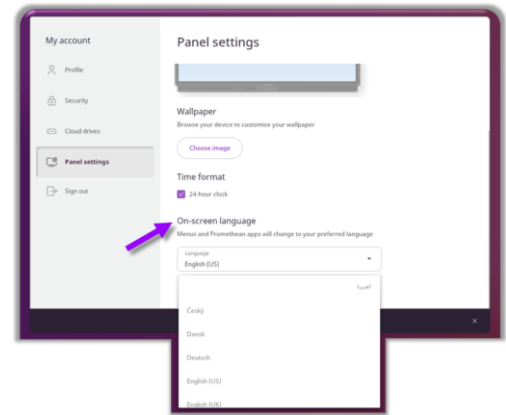 My account
Profile
Security
Cloud drives
Panel settings
Sign out
Panel settings
Wallpaper
Browse your device to customize your wallpaper
Choose image
Time format
24-hour clock
On-screen language
Menus and Promethean apps will change to your preferred language
Language
English (US)
العربية
Český
Dansk
Deutsch
English (US)
English (UK)